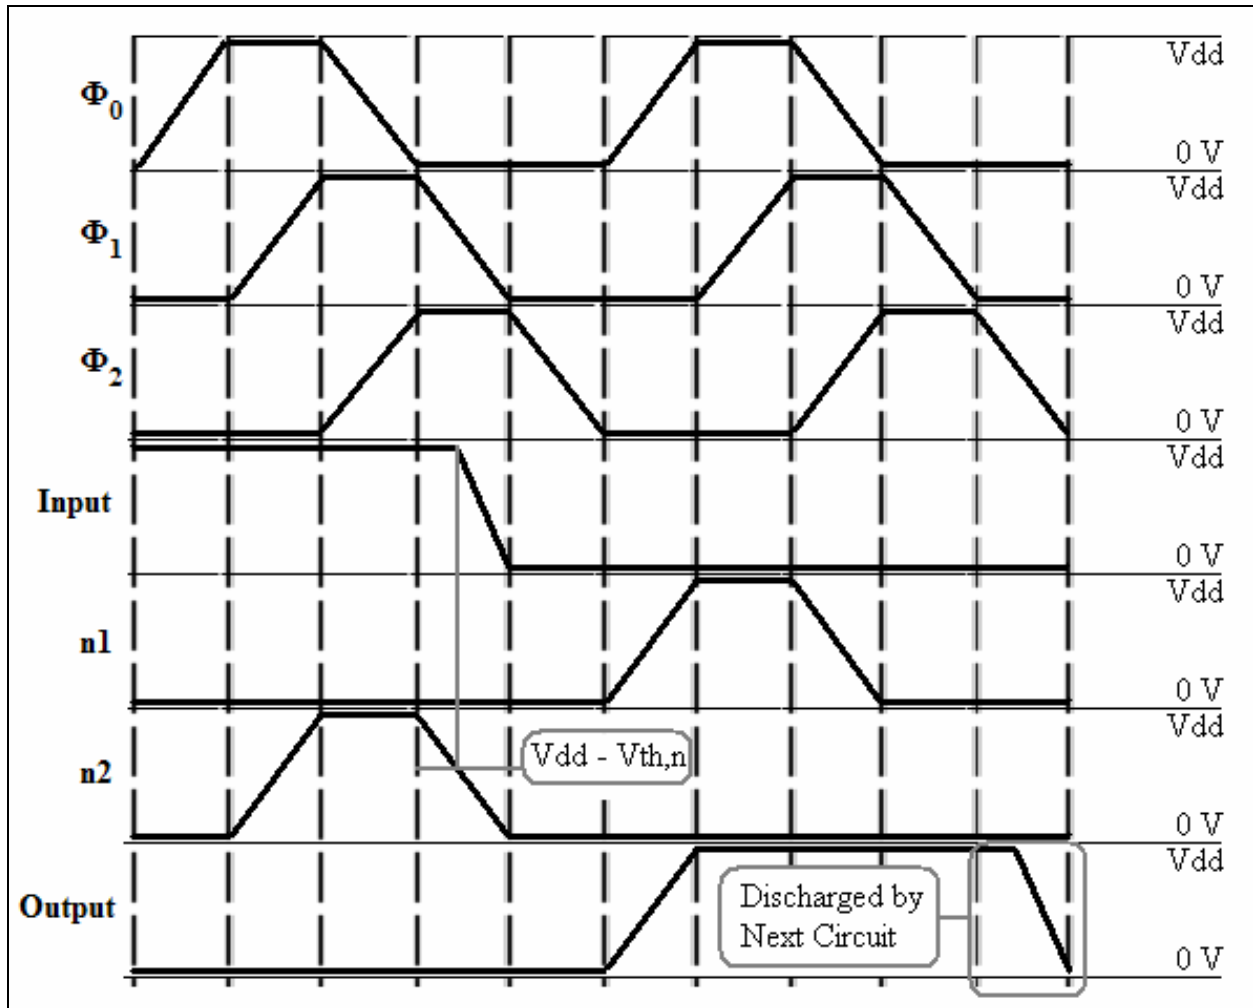 Φ0
Vdd
0 V
Φ1
Vdd
0 V
Φ2
Vdd
0 V
Input
Vdd
0 V
n1
Vdd
0 V
n2
Vdd
Vdd - Vth,n
0 V
Output
Vdd
Discharged by
Next Circuit
0 V